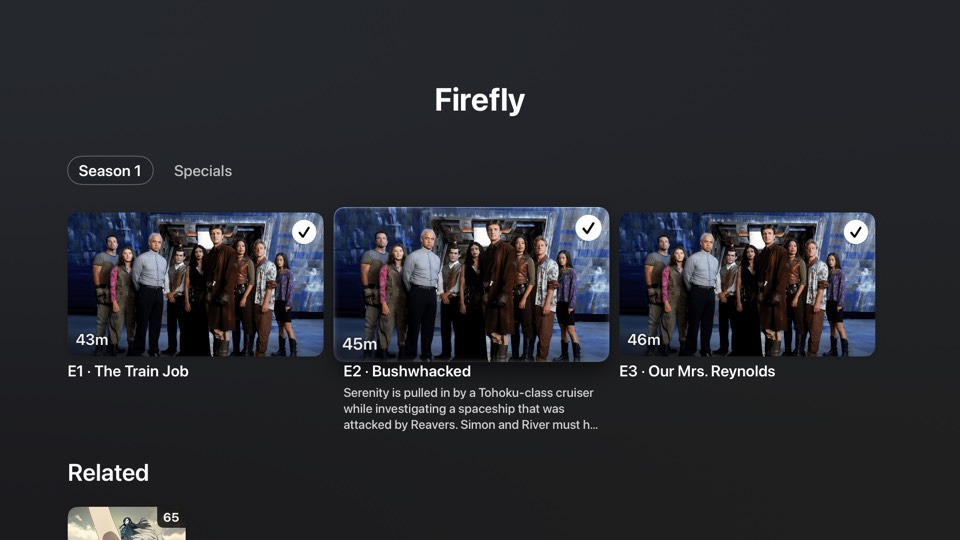 Firefly
Season 1
Specials
43m
45m
46m
E1 · The Train Job
E2 · Bushwhacked
E3 · Our Mrs. Reynolds
Serenity is pulled in by a Tohoku-class cruiser
while investigating a spaceship that was
attacked by Reavers. Simon and River must h...
Related
65